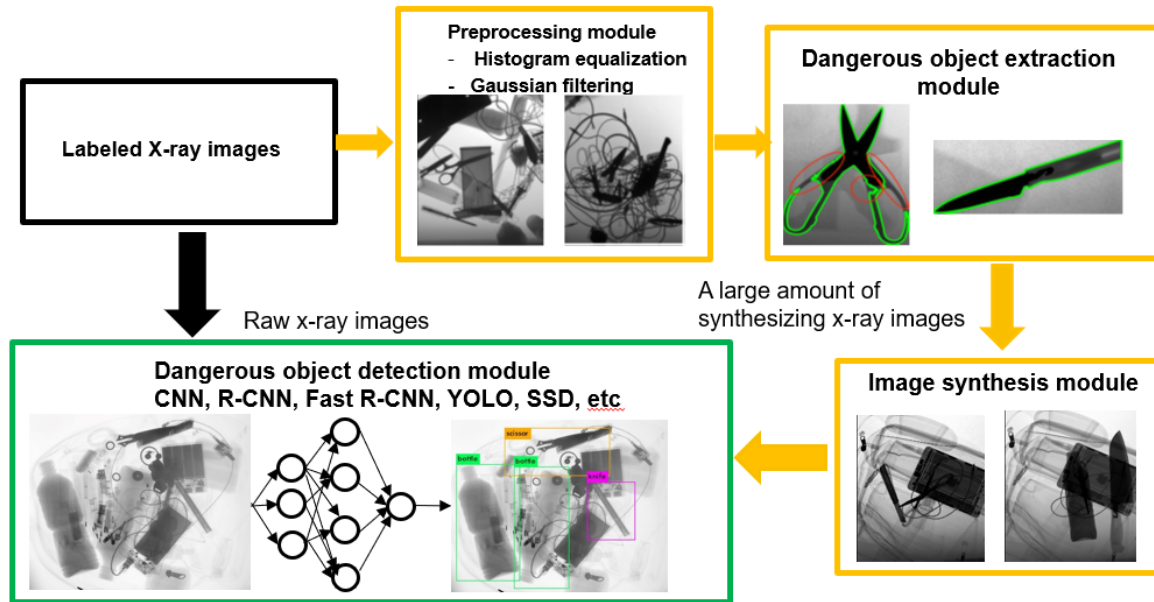 Preprocessing module
- Histogram equalization
- Gaussian filtering
Labeled X-ray images
Dangerous object extraction
module
Raw x-ray images
A large amount of
synthesizing x-ray images
Dangerous object detection module
CNN, R-CNN, Fast R-CNN, YOLO, SSD, etc
scissor
bottle
bottle
knife
Image synthesis module